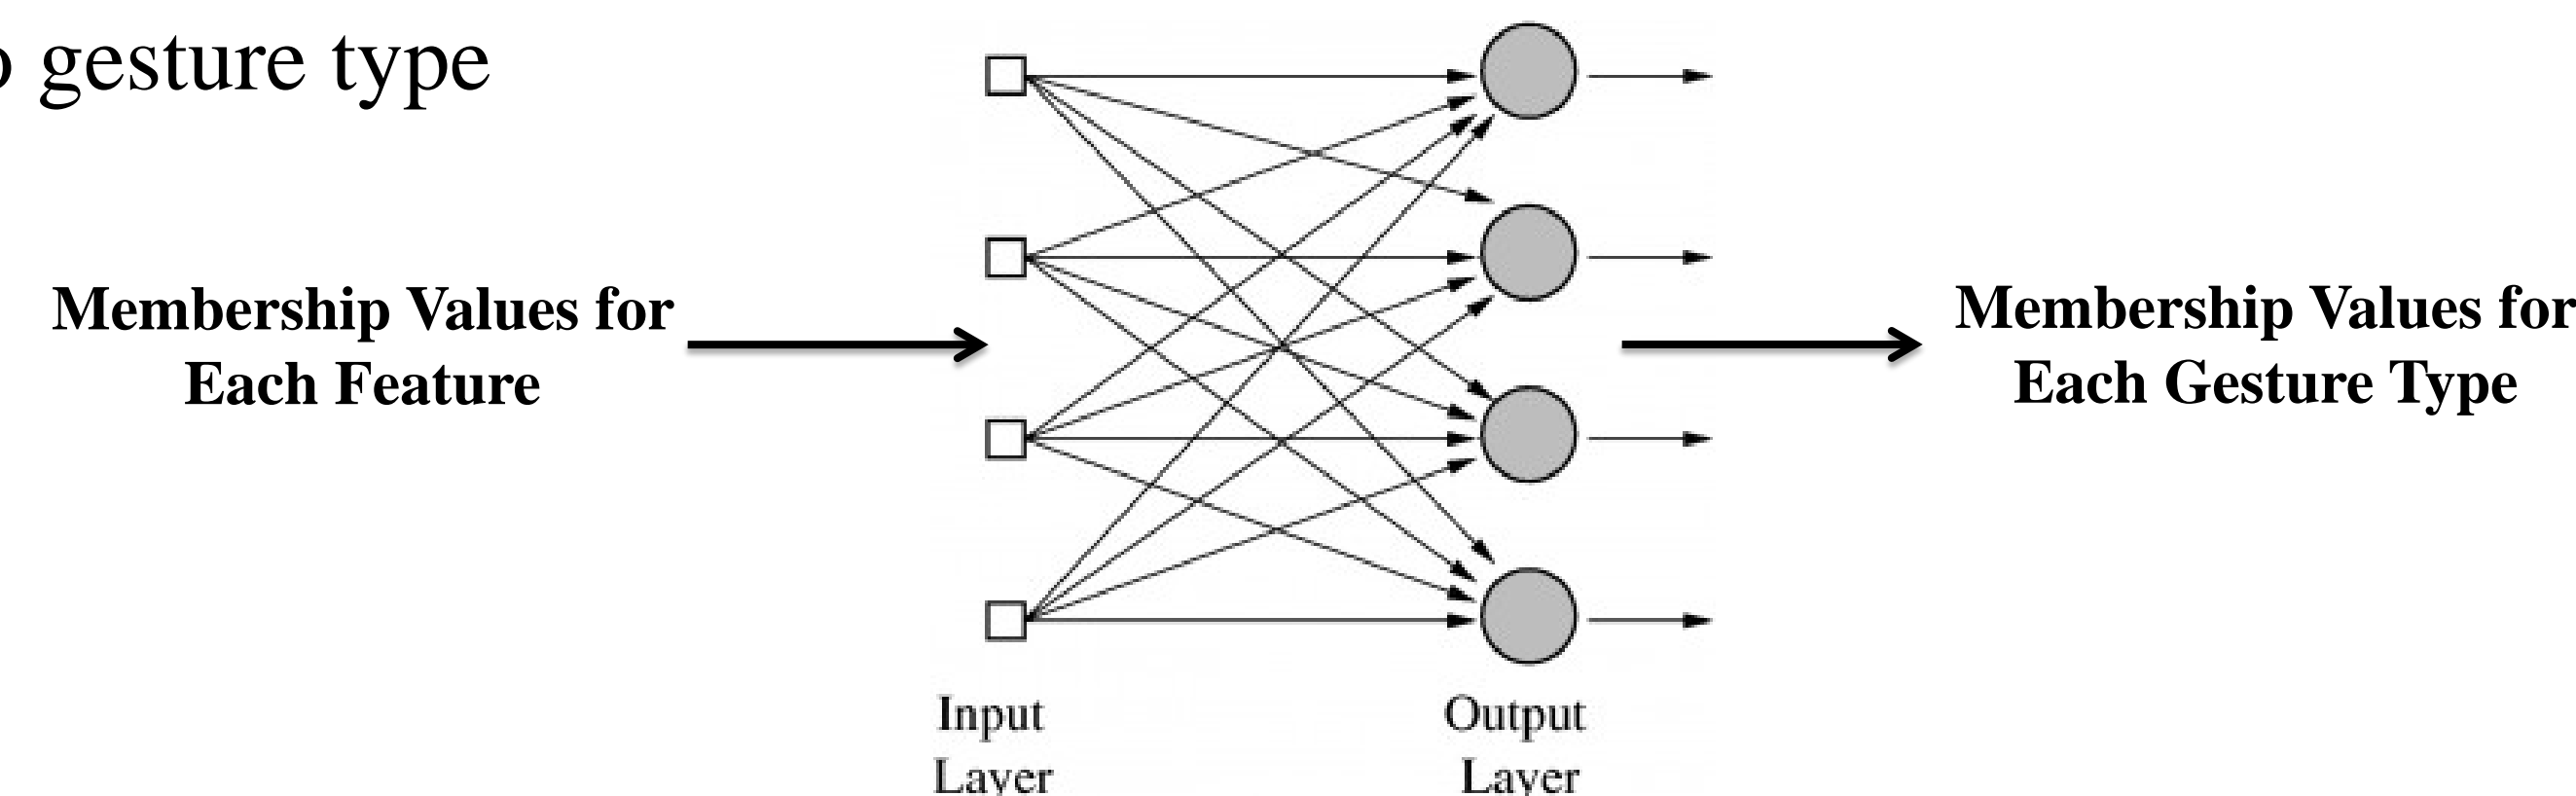 gesture type
Membership Values for
Each Feature
Membership Values for
Each Gesture Type
Input
Layer
Output
Layer